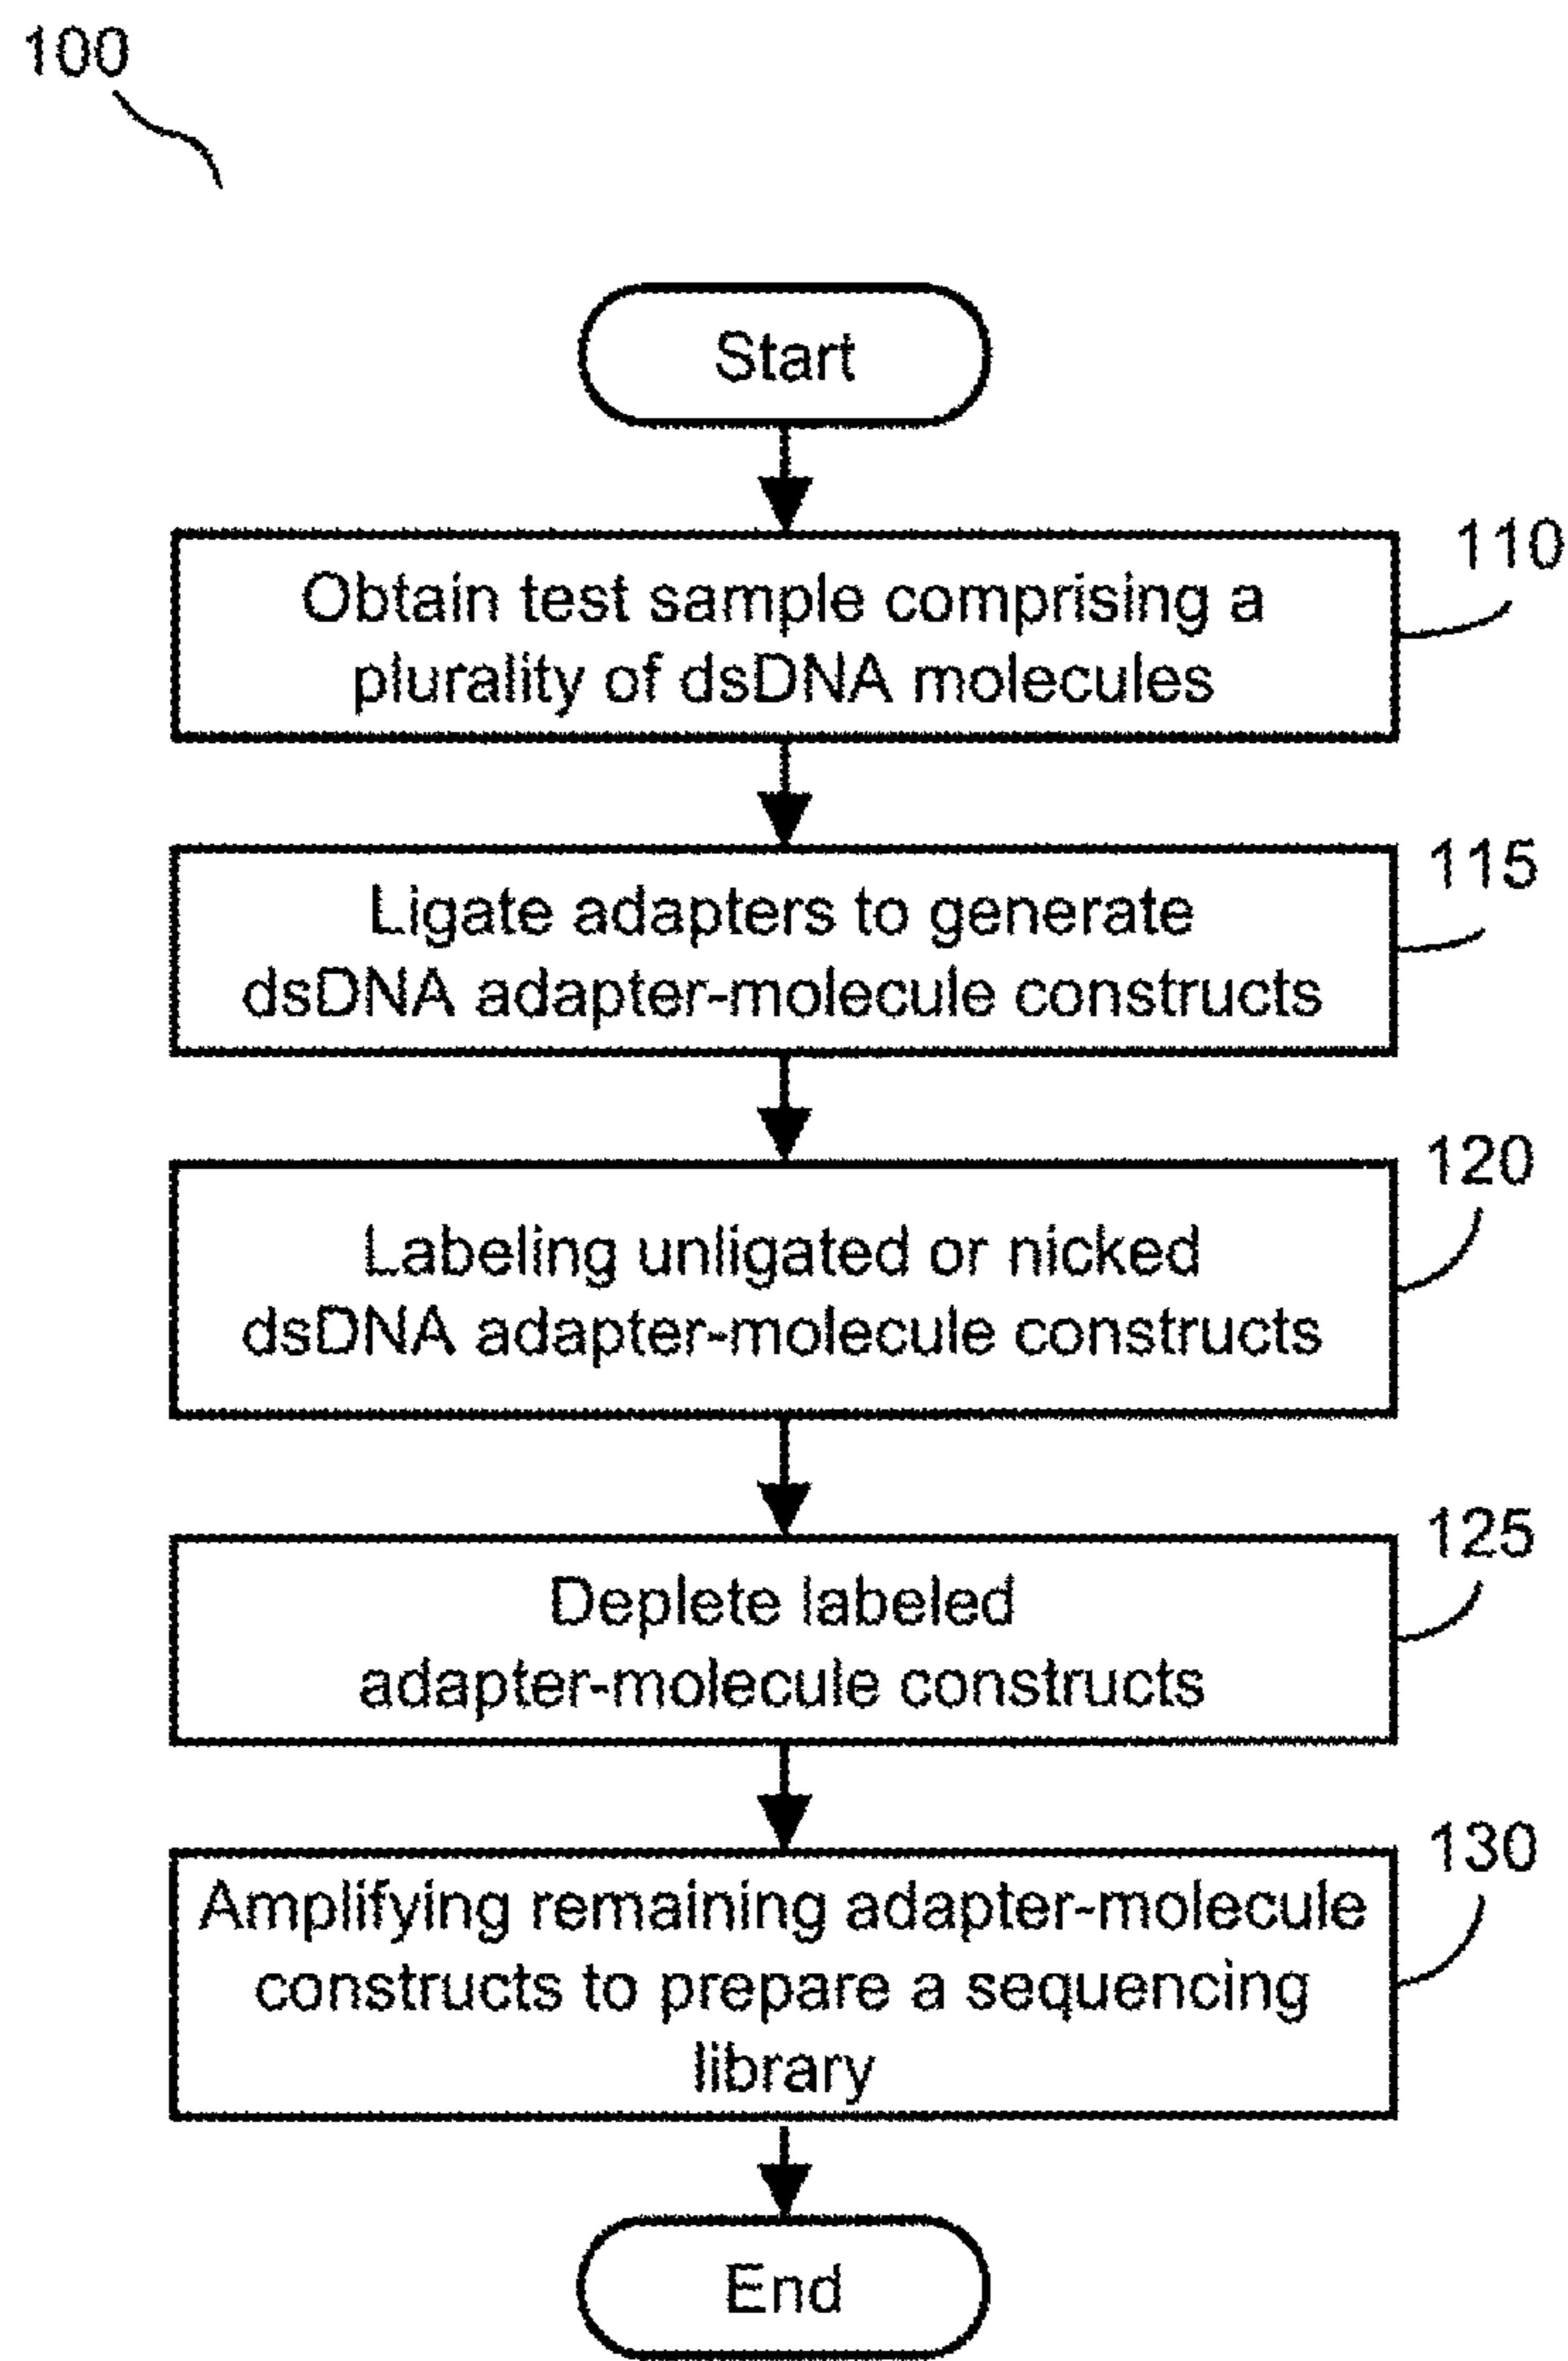 100
Start
110
Obtain test sample comprising a
plurality of dsDNA molecules
115
Ligate adapters to generate
dsDNA adapter-molecule constructs
120
Labeling unligated or nicked
dsDNA adapter-molecule constructs
125
Deplete labeled
adapter-molecule constructs
130
Amplifying remaining adapter-molecule
constructs to prepare a sequencing
library
End